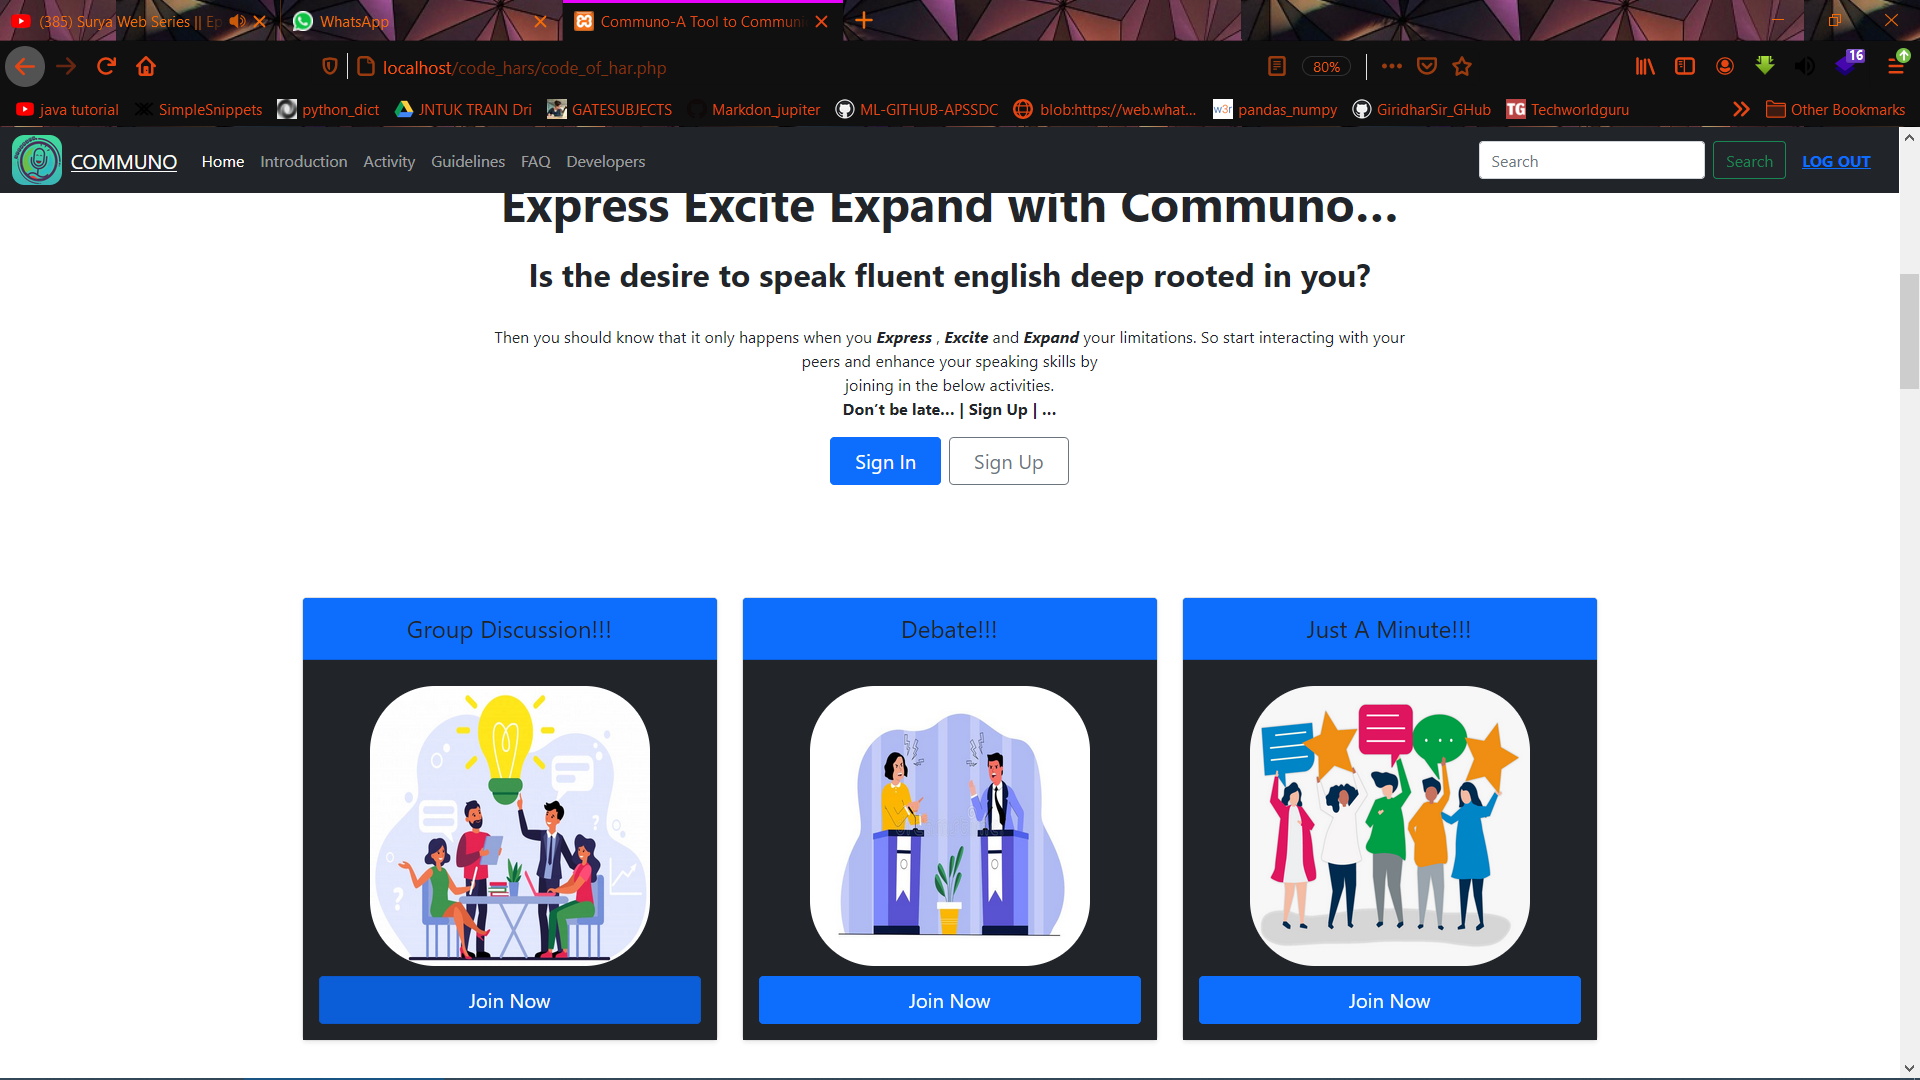 (385) Surya Web Series || Ep
WhatsApp
Communo-A Tool to Communi
localhost/code_hars/code_of_har.php
80%
16
java tutorial
SimpleSnippets
python_dict
JNTUK TRAIN Dri
GATESUBJECTS
Markdon_jupiter
ML-GITHUB-APSSDC
blob:https://web.what...
w3r
pandas_numpy
GiridharSir_GHub
TG
Techworldguru
Other Bookmarks
COMMUNO
Home
Introduction
Activity
Guidelines
FAQ
Developers
Search
Search
LOG OUT
Express Excite Expand with Communo...
Is the desire to speak fluent english deep rooted in you?
Then you should know that it only happens when you Express , Excite and Expand your limitations. So start interacting with your
peers and enhance your speaking skills by
joining in the below activities.
Don't be late... | Sign Up | ...
Sign In
Sign Up
Group Discussion!!!
Debate!!!
Just A Minute!!!
Join Now
Join Now
Join Now